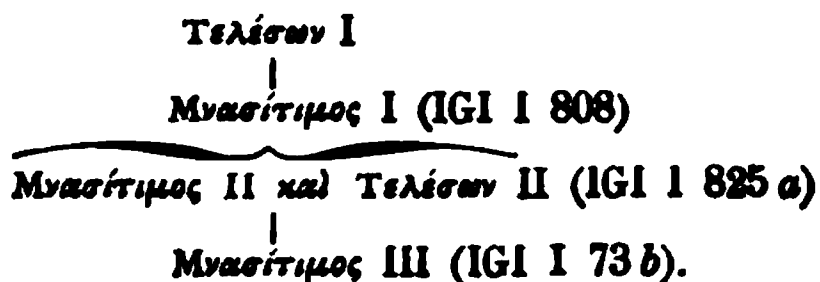 Τελέσων I
Μνασίτιμος I (IGI I 808)
Μνασίτιμος II καὶ Τελέσων II (IGI I 825 a)
Μνασίτιμος III (IGI I 73 b).